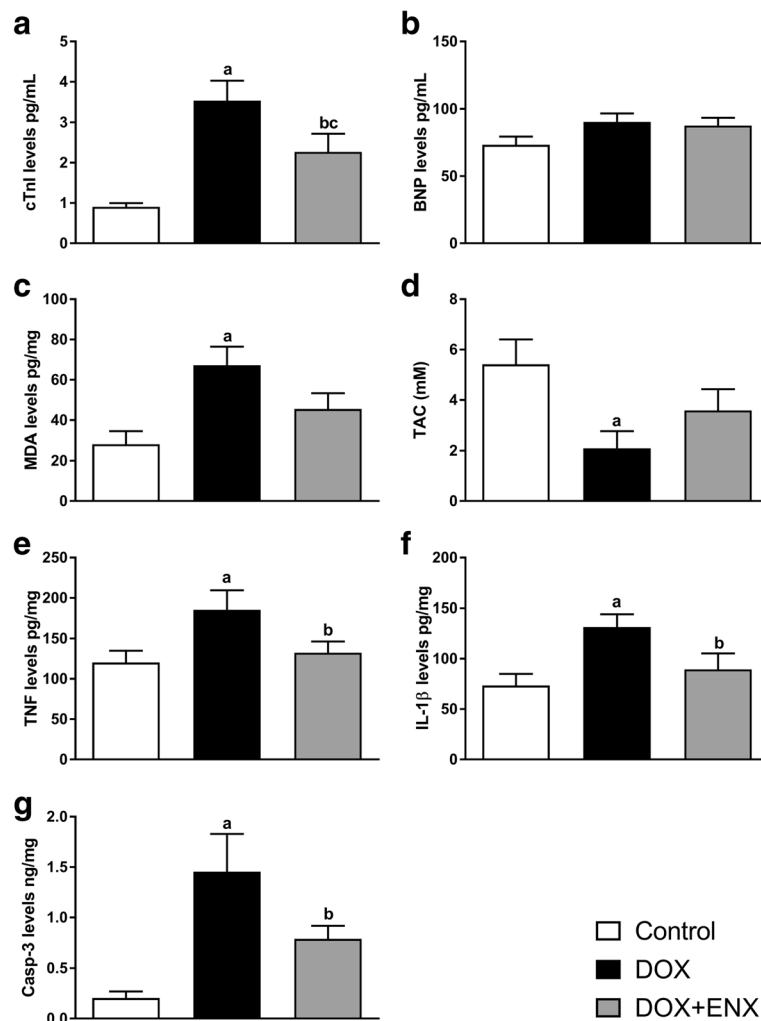 a
cTnI levels pg/mL
5
4
3
2
1
0
a
bc
b
BNP levels pg/mL
150
100
50
0
c
MDA levels pg/mg
100
80
60
40
20
0
a
d
TAC (mM)
8
6
4
2
0
a
e
TNF levels pg/mg
250
200
150
100
50
0
a
b
f
IL-1β levels pg/mg
200
150
100
50
0
a
b
g
Casp-3 levels ng/mg
2.0
1.5
1.0
0.5
0.0
a
b
Control
DOX
DOX+ENX